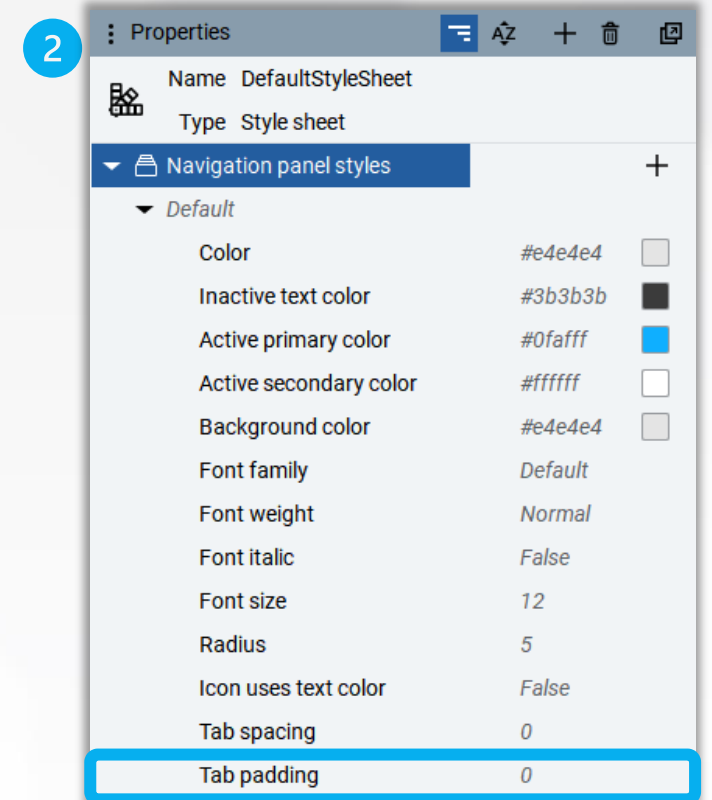 2
Properties
AZ
Name DefaultStyleSheet
Type Style sheet
Navigation panel styles
Default
Color #e4e4e4
Inactive text color #3b3b3b
Active primary color #0fafff
Active secondary color #ffffff
Background color #e4e4e4
Font family Default
Font weight Normal
Font italic False
Font size 12
Radius 5
Icon uses text color False
Tab spacing 0
Tab padding 0